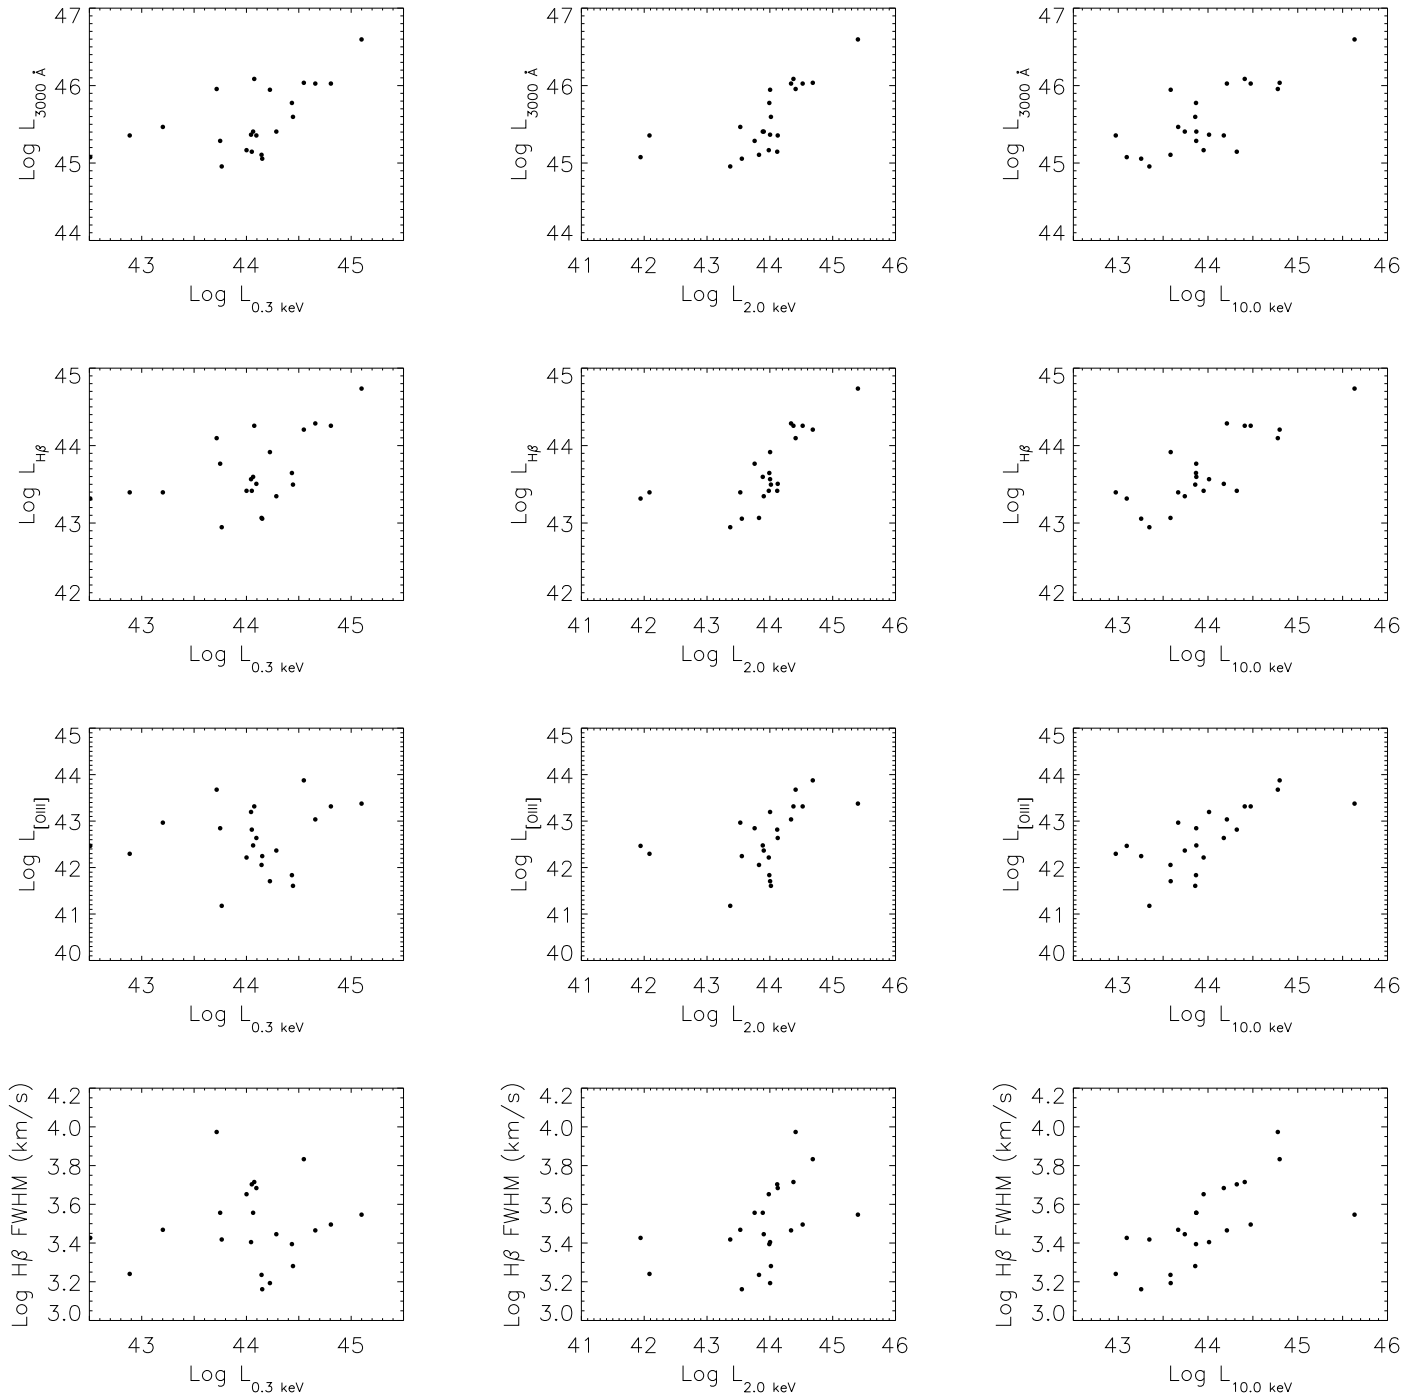 47 47 47
46 46 46
45 45 45
44 44 44
Log L3000 Å Log L3000 Å Log L3000 Å
43 44 45 41 42 43 44 45 46 43 44 45 46
Log L0.3 keV Log L2.0 keV Log L10.0 keV
45 45 45
44 44 44
43 43 43
42 42 42
Log LHβ Log LHβ Log LHβ
43 44 45 41 42 43 44 45 46 43 44 45 46
Log L0.3 keV Log L2.0 keV Log L10.0 keV
45 45 45
44 44 44
43 43 43
42 42 42
41 41 41
40 40 40
Log L[OIII] Log L[OIII] Log L[OIII]
43 44 45 41 42 43 44 45 46 43 44 45 46
Log L0.3 keV Log L2.0 keV Log L10.0 keV
4.2 4.2 4.2
4.0 4.0 4.0
3.8 3.8 3.8
3.6 3.6 3.6
3.4 3.4 3.4
3.2 3.2 3.2
3.0 3.0 3.0
Log Hβ FWHM (km/s) Log Hβ FWHM (km/s) Log Hβ FWHM (km/s)
43 44 45 41 42 43 44 45 46 43 44 45 46
Log L0.3 keV Log L2.0 keV Log L10.0 keV